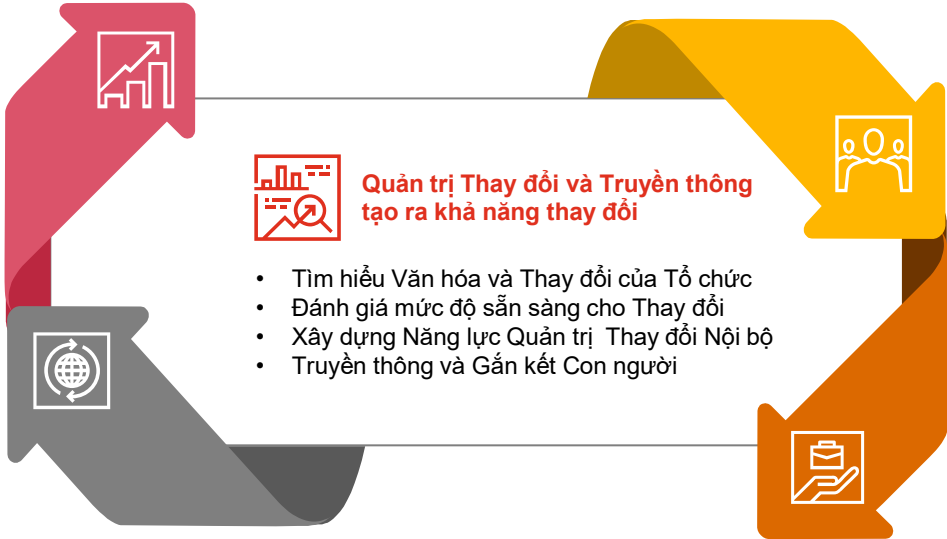 Quản trị Thay đổi và Truyền thông
tạo ra khả năng thay đổi
• Tìm hiểu Văn hóa và Thay đổi của Tổ chức
• Đánh giá mức độ sẵn sàng cho Thay đổi
• Xây dựng Năng lực Quản trị Thay đổi Nội bộ
• Truyền thông và Gắn kết Con người